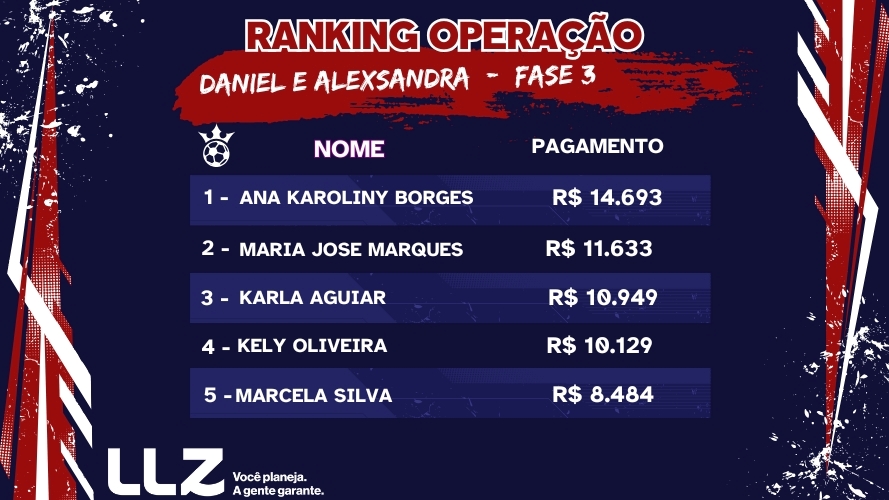 RANKING OPERAÇÃO
DANIEL E ALEXSANDRA - FASE 3
NOME PAGAMENTO
1 - ANA KAROLINY BORGES R$ 14.693
2 - MARIA JOSE MARQUES R$ 11.633
3 - KARLA AGUIAR R$ 10.949
4 - KELY OLIVEIRA R$ 10.129
5 - MARCELA SILVA R$ 8.484
LLZ
Você planeja.
A gente garante.